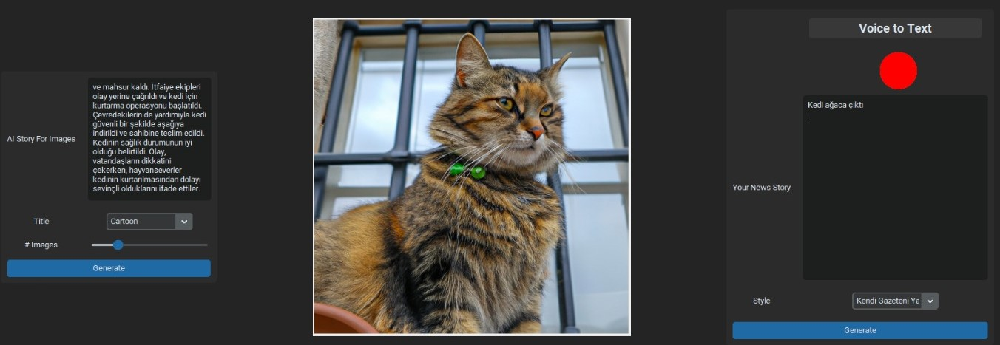 AI Story For Images
ve mahsur kaldı. İtfaiye ekipleri
olay yerine çağrıldı ve kedi için
kurtarma operasyonu başlatıldı.
Çevredekilerin de yardımıyla kedi
güvenli bir şekilde aşağıya
indirildi ve sahibine teslim edildi.
Kedinin sağlık durumunun iyi
olduğu belirtildi. Olay,
vatandaşların dikkatini
çekerken, hayvanseverler
kedinin kurtarılmasından dolayı
sevinçli olduklarını ifade ettiler.
Title
Cartoon
# Images
Generate
Voice to Text
Your News Story
Kedi ağaca çıktı
Style
Kendi Gazeteni Ya
Generate